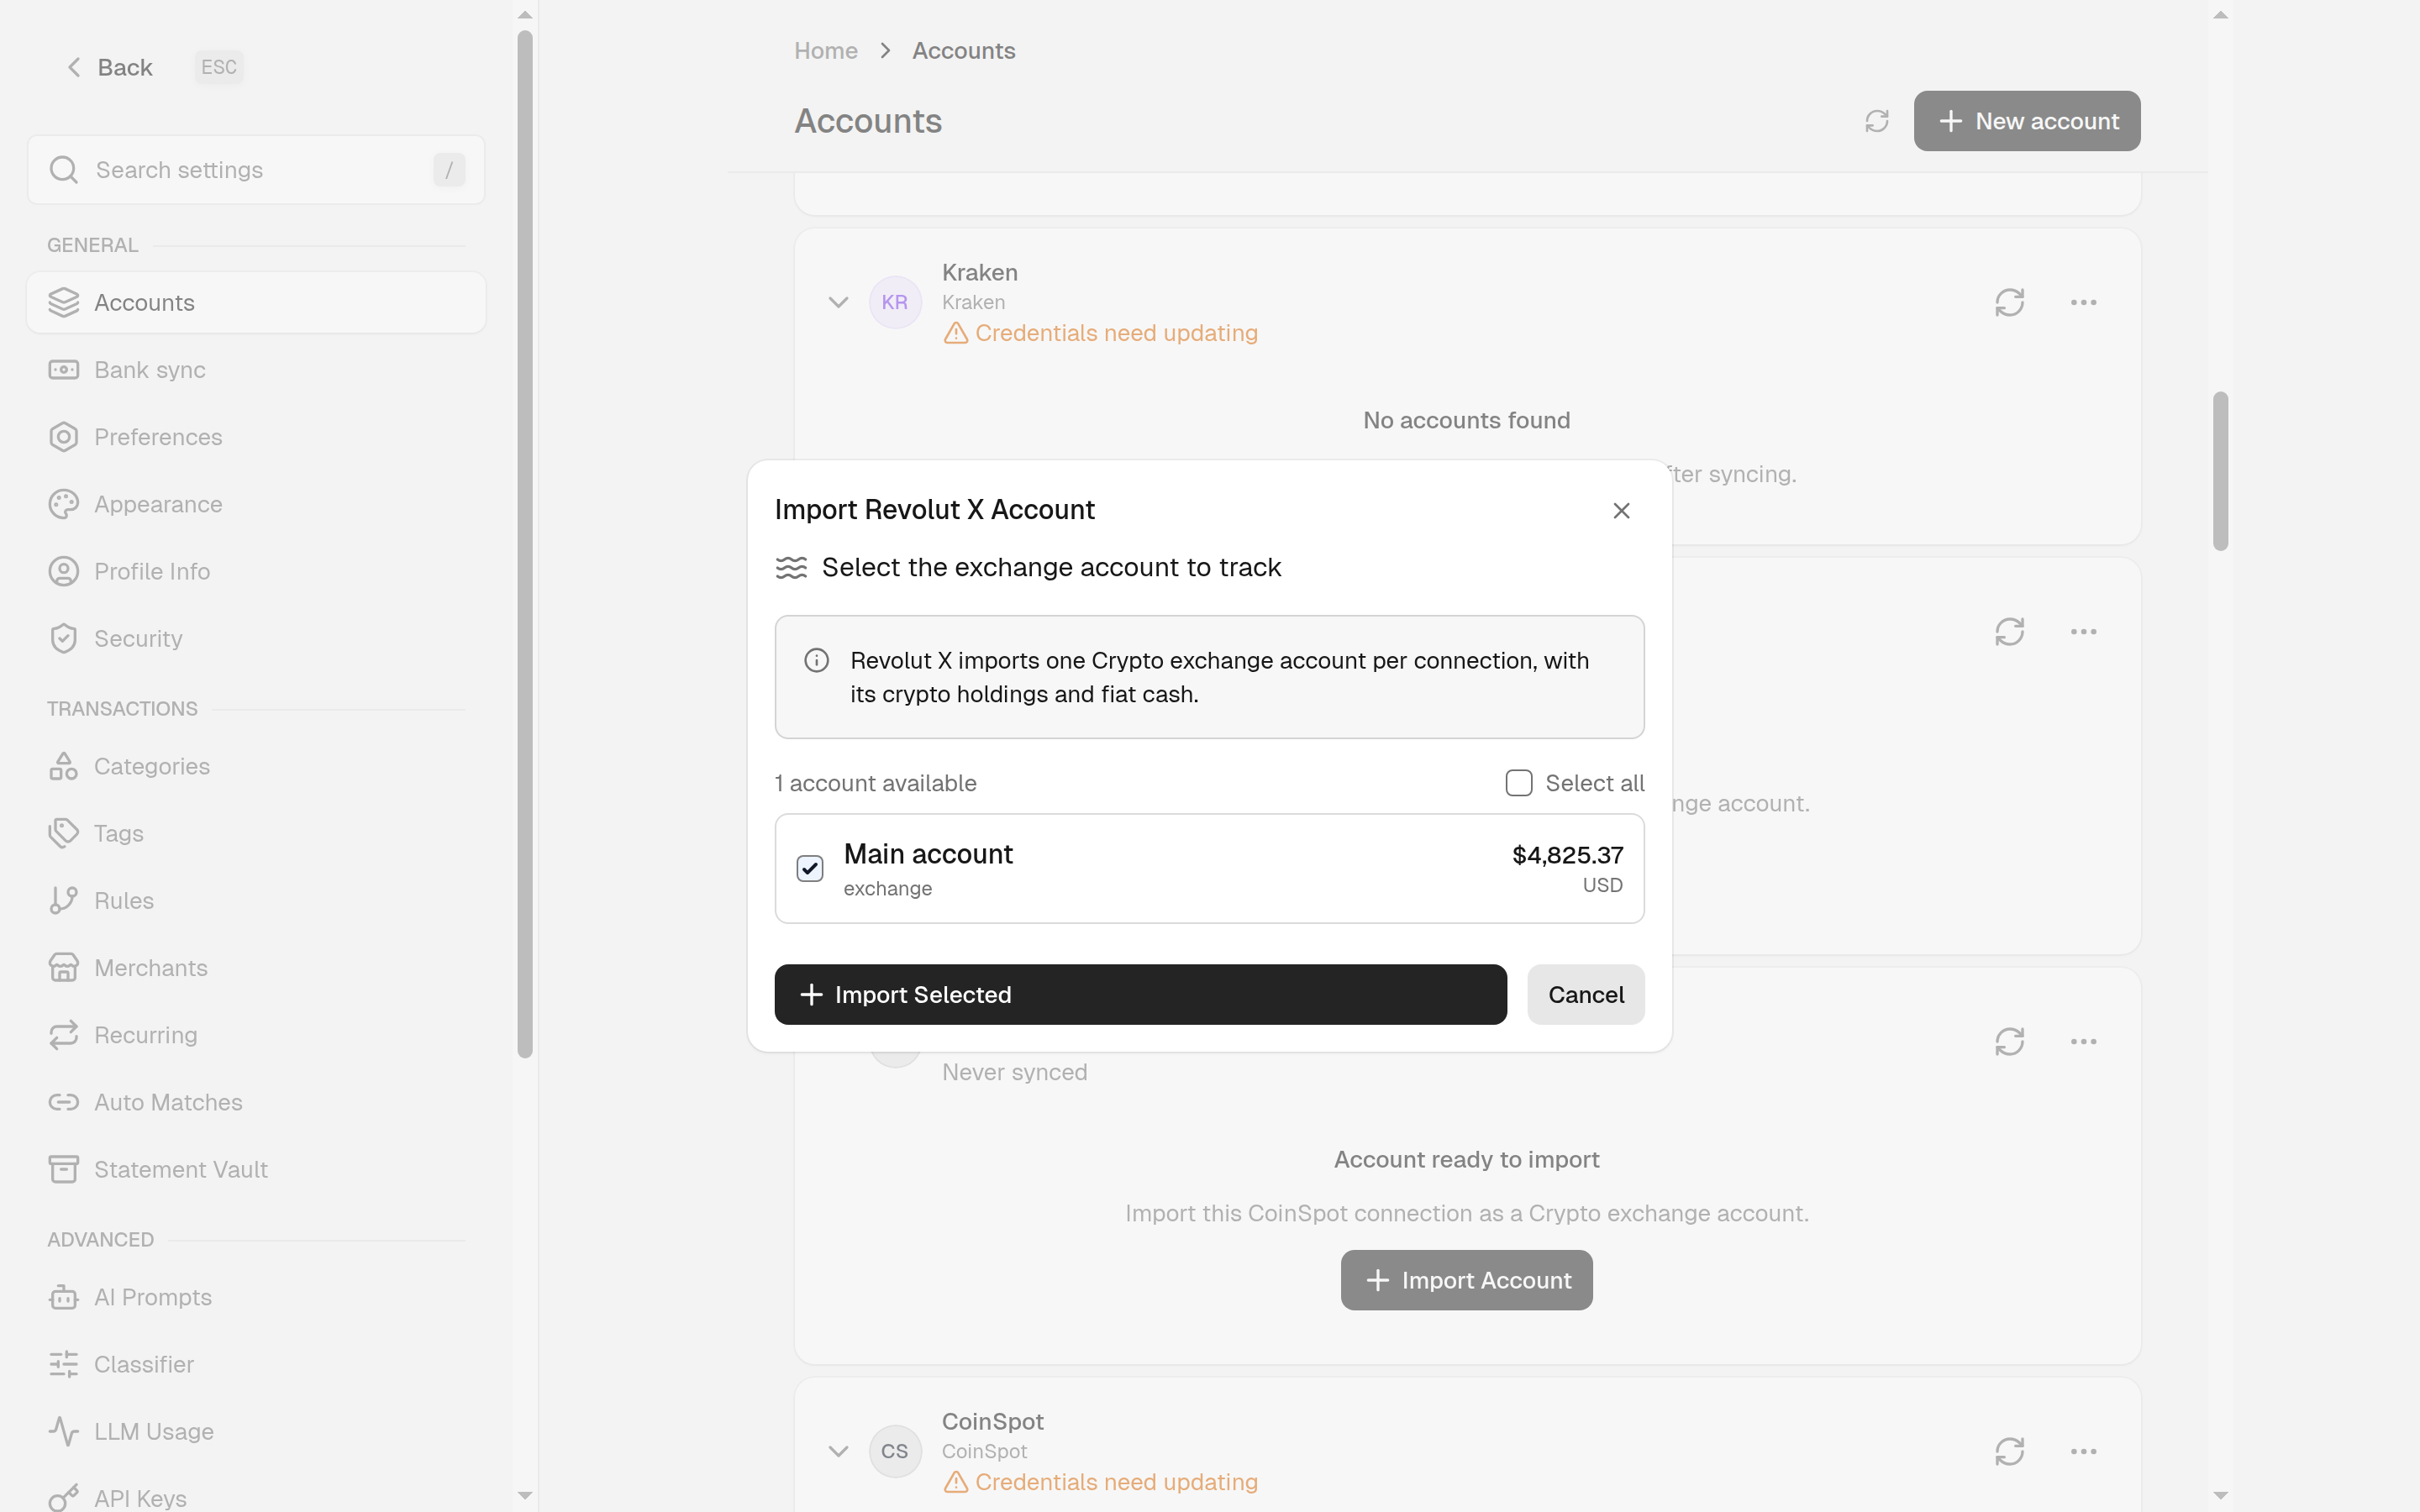 Back ESC
Search settings /
GENERAL
Accounts
Bank sync
Preferences
Appearance
Profile Info
Security
TRANSACTIONS
Categories
Tags
Rules
Merchants
Recurring
Auto Matches
Statement Vault
ADVANCED
AI Prompts
Classifier
LLM Usage
API Keys
Home > Accounts
Accounts
New account
KR
Kraken
Kraken
Credentials need updating
No accounts found
after syncing.
Import Revolut X Account
Select the exchange account to track
Revolut X imports one Crypto exchange account per connection, with
its crypto holdings and fiat cash.
1 account available
Select all
Main account
exchange
$4,825.37
USD
Import Selected
Cancel
account.
Never synced
Account ready to import
Import this CoinSpot connection as a Crypto exchange account.
Import Account
CS
CoinSpot
CoinSpot
Credentials need updating